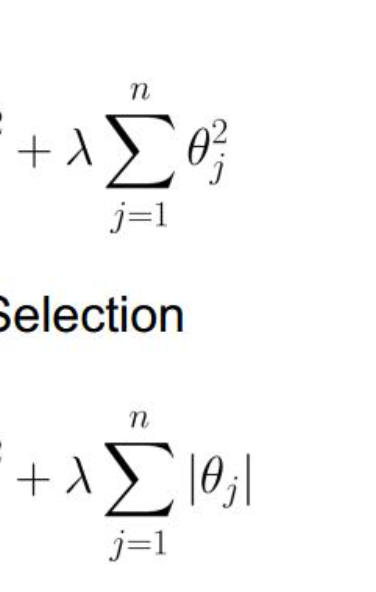 + λ ∑_{j=1}^{n} θ_j^2
Selection
+ λ ∑_{j=1}^{n} |θ_j|